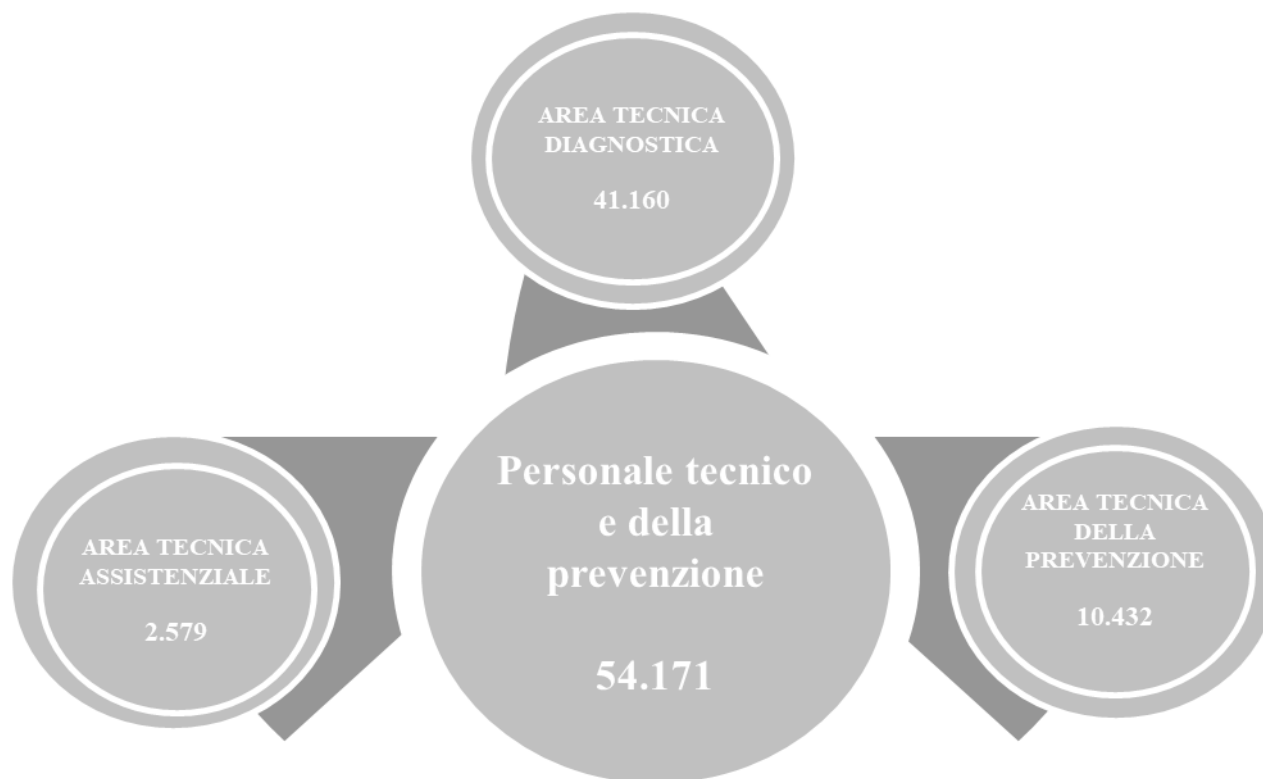 AREA TECNICA
DIAGNOSTICA
41.160
Personale tecnico
e della
prevenzione
54.171
AREA TECNICA
ASSISTENZIALE
2.579
AREA TECNICA
DELLA
PREVENZIONE
10.432